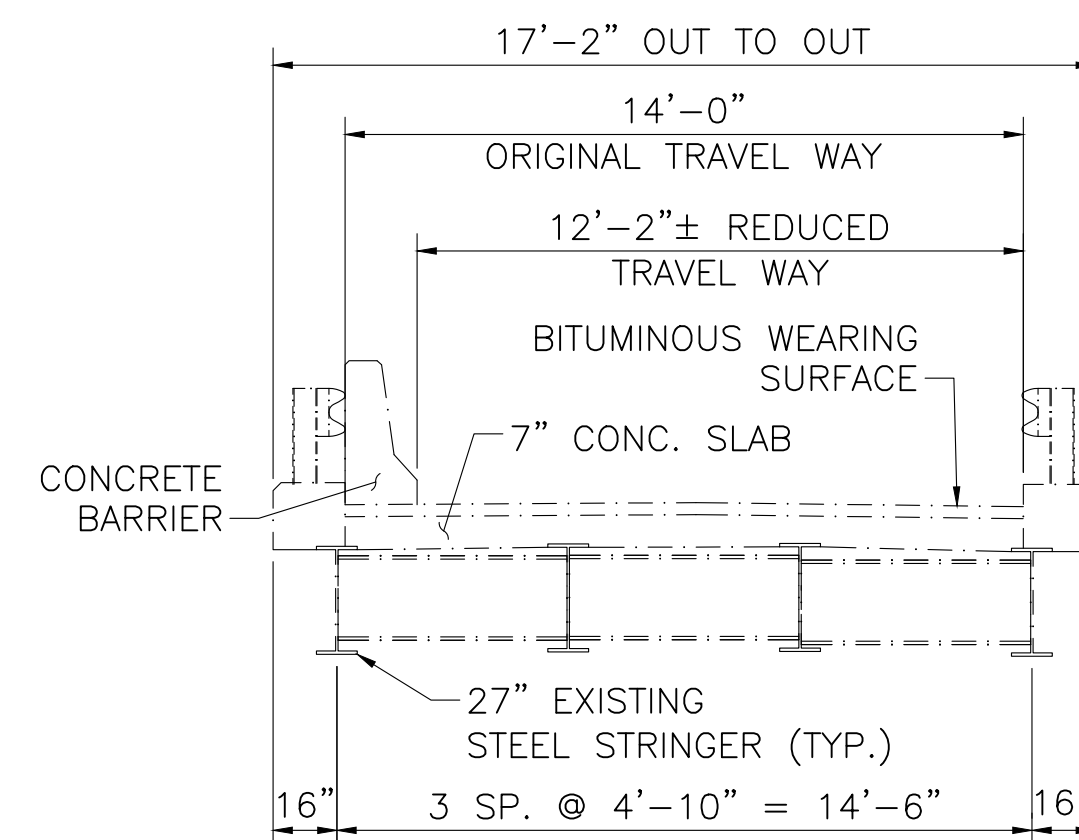 17’-2” OUT TO OUT
14’-0”
ORIGINAL TRAVEL WAY
12’-2”± REDUCED
TRAVEL WAY
BITUMINOUS WEARING
SURFACE
7” CONC. SLAB
CONCRETE
BARRIER
27” EXISTING
STEEL STRINGER (TYP.)
16”
3 SP. @ 4’-10” = 14’-6”
16